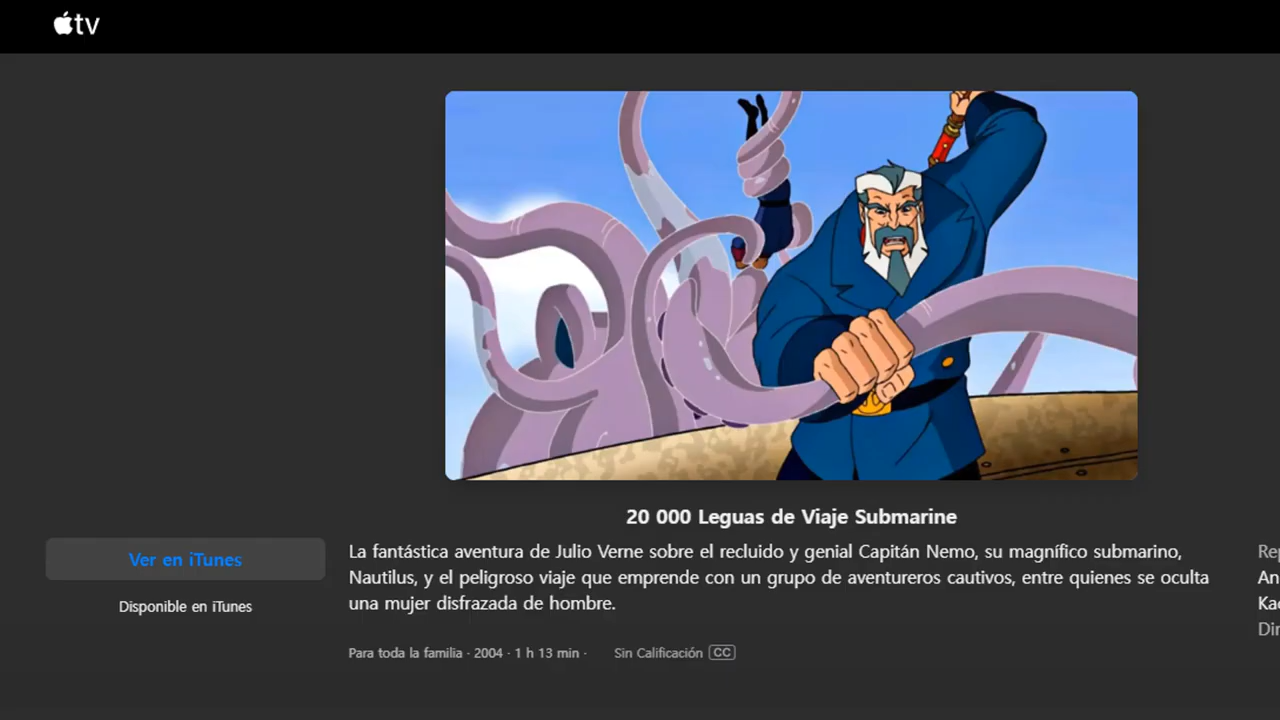 tv
20 000 Leguas de Viaje Submarine
Ver en iTunes
Disponible en iTunes
La fantástica aventura de Julio Verne sobre el recluido y genial Capitán Nemo, su magnífico submarino,
Nautilus, y el peligroso viaje que emprende con un grupo de aventureros cautivos, entre quienes se oculta
una mujer disfrazada de hombre.
Para toda la familia · 2004 · 1 h 13 min · Sin Calificación CC